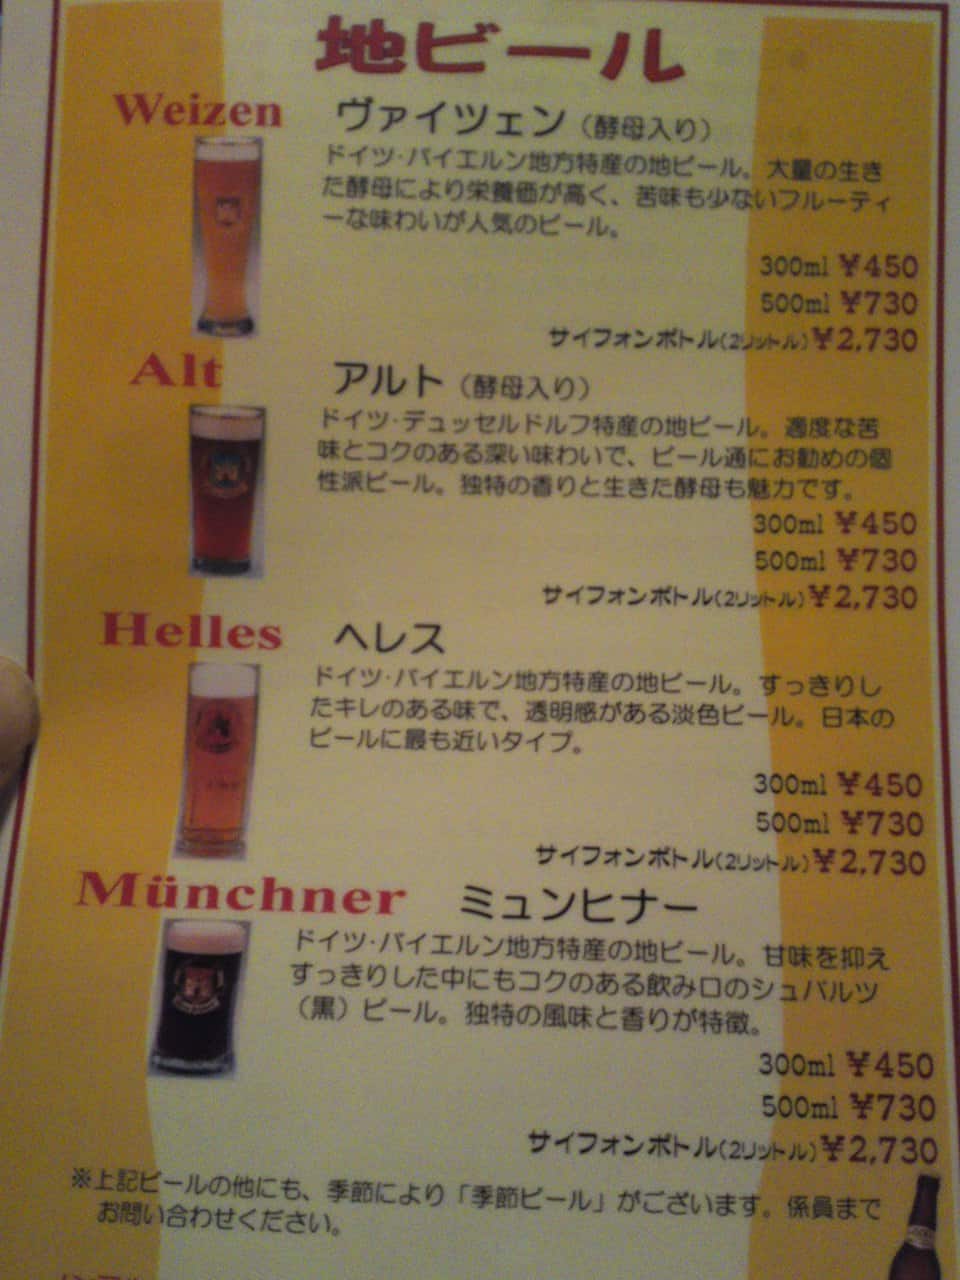 地ビール
Weizen ヴァイツェン（酵母入り）
ドイツ･バイエルン地方特産の地ビール。大量の生き
た酵母により栄養価が高く、苦味も少ないフルーティ
ーな味わいが人気のビール。
300ml ¥450
500ml ¥730
サイフォンボトル(2リットル)¥2,730
Alt アルト（酵母入り）
ドイツ･デュッセルドルフ特産の地ビール。適度な苦
味とコクのある深い味わいで、ビール通にお勧めの個
性派ビール。独特の香りと生きた酵母も魅力です。
300ml ¥450
500ml ¥730
サイフォンボトル(2リットル)¥2,730
Helles ヘレス
ドイツ･バイエルン地方特産の地ビール。すっきりし
たキレのある味で、透明感がある淡色ビール。日本の
ビールに最も近いタイプ。
300ml ¥450
500ml ¥730
サイフォンボトル(2リットル)¥2,730
Münchner ミュンヒナー
ドイツ･バイエルン地方特産の地ビール。甘味を抑え
すっきりした中にもコクのある飲み口のシュバルツ
（黒）ビール。独特の風味と香りが特徴。
300ml ¥450
500ml ¥730
サイフォンボトル(2リットル)¥2,730
※上記ビールの他にも、季節により「季節ビール」がございます。係員まで
お問い合わせください。